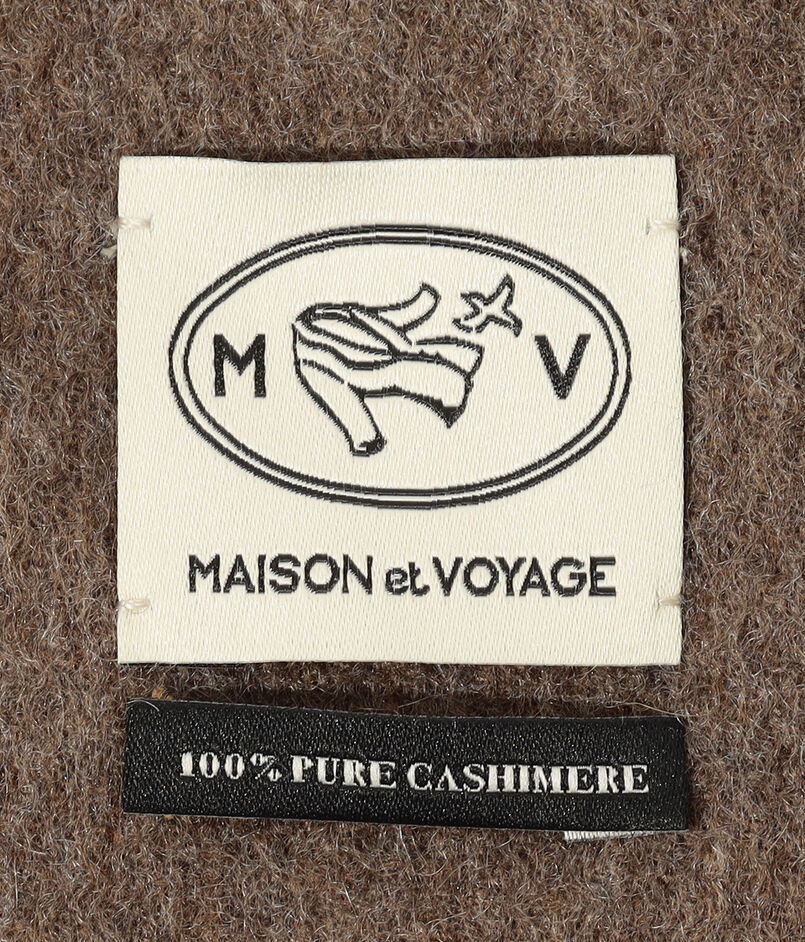 M V
MAISON et VOYAGE
100% PURE CASHIMERE